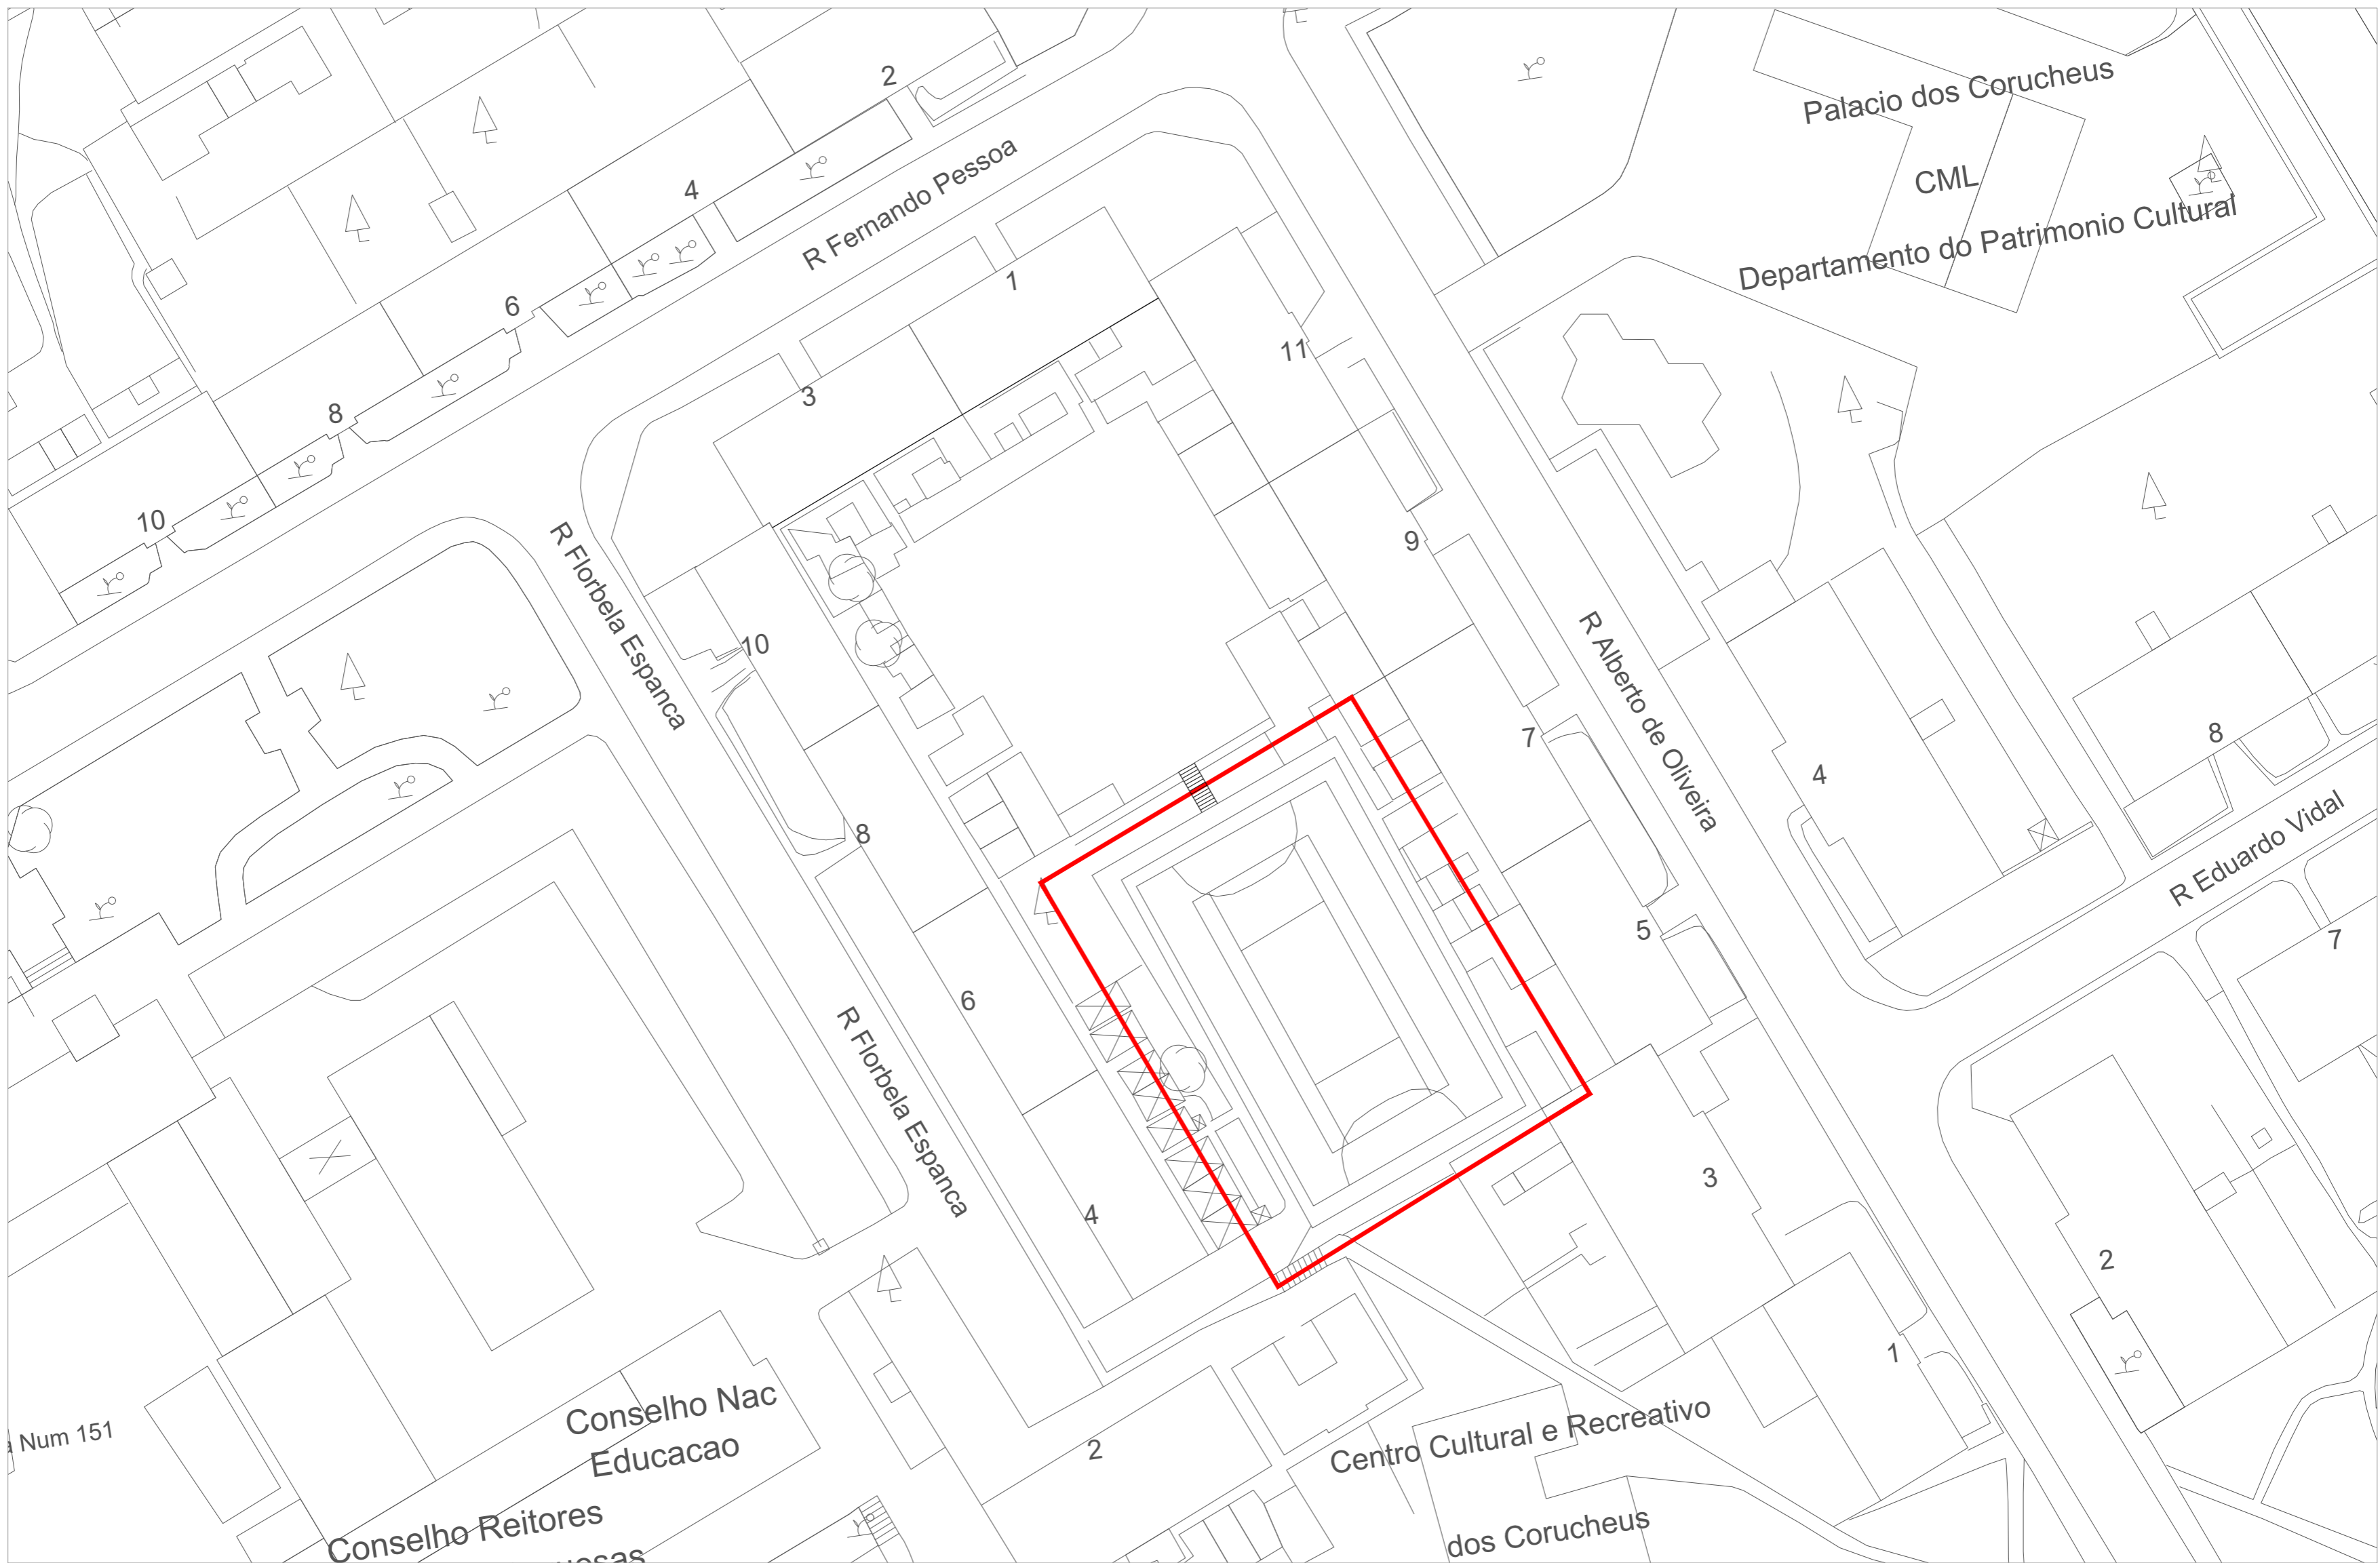 2
Palacio dos Corucheus
4
CML
R Fernando Pessoa
Departamento do Patrimonio Cultural
6
1
11
3
8
10
R Florbela Espanca
9
10
R Alberto de Oliveira
7
8
4
8
R Eduardo Vidal
5
7
6
R Florbela Espanca
3
4
2
1
Conselho Nac
Educacao
Num 151
Centro Cultural e Recreativo
2
Conselho Reitores
dos Corucheus